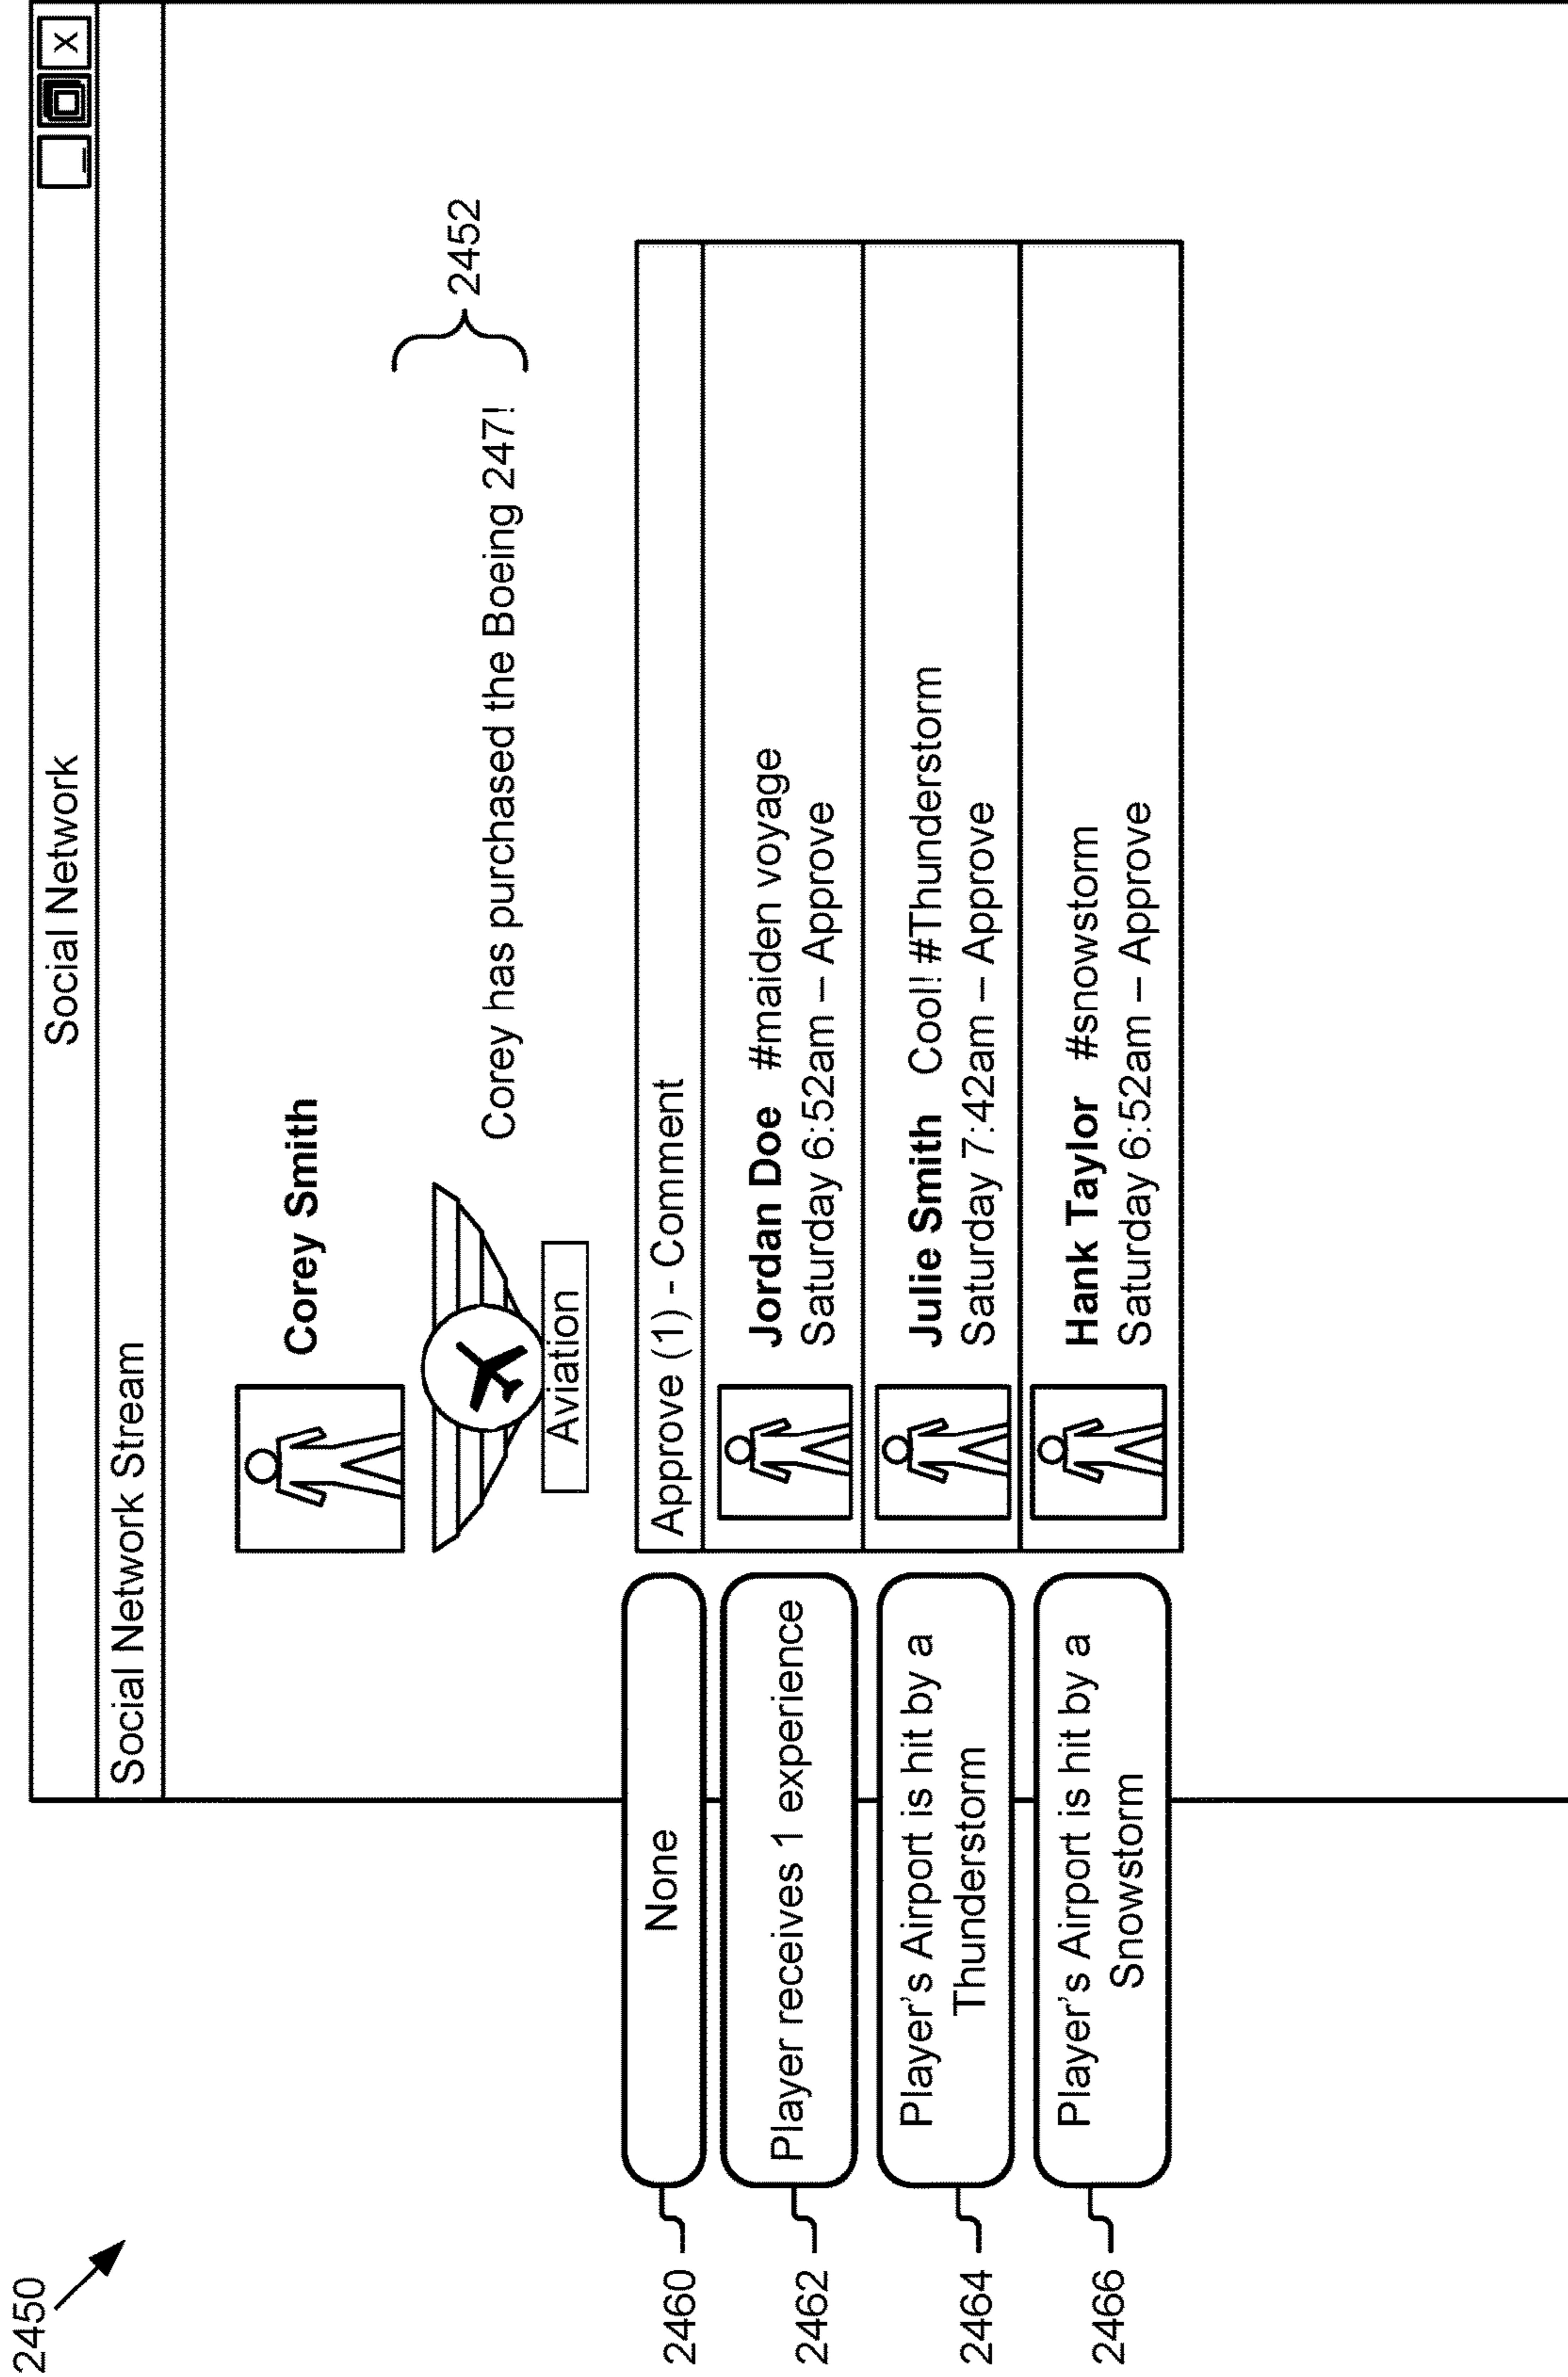 2450
Social Network
_ X
Social Network Stream
Corey Smith
Aviation
Corey has purchased the Boeing 247!
2452
2460
None
Approve (1) - Comment
2462
Player receives 1 experience
Jordan Doe #maiden voyage
Saturday 6:52am – Approve
2464
Player's Airport is hit by a
Thunderstorm
Julie Smith Cool! #Thunderstorm
Saturday 7:42am – Approve
2466
Player's Airport is hit by a
Snowstorm
Hank Taylor #snowstorm
Saturday 6:52am – Approve